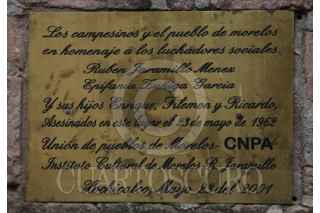 Los campesinos y el pueblo de morelos
en homenaje a los luchadores sociales
Ruben Jaramillo Menez
Epifania Zuñiga Garcia
Y sus hijos Enrique, Filemon y Ricardo,
Asesinados en este lugar el 23 de mayo de 1962
Unión de pueblos de Morelos- CNPA
Instituto Cultural de Morelos R. Jaramillo
Xochicalco, Mayo 23 del 2001
CUARTOSCURO